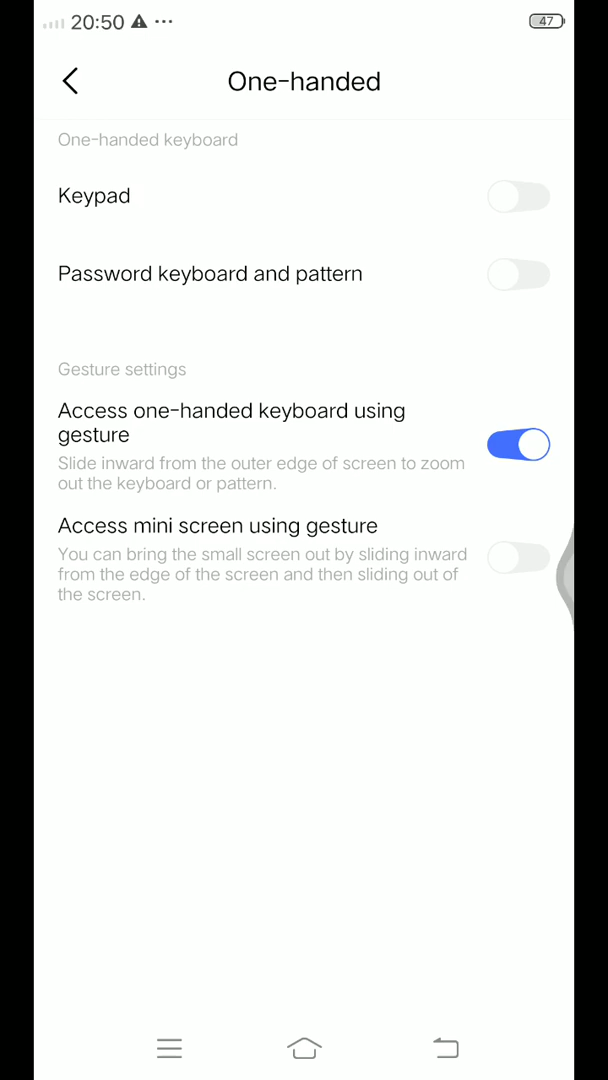 20:50
47
One-handed
One-handed keyboard
Keypad
Password keyboard and pattern
Gesture settings
Access one-handed keyboard using
gesture
Slide inward from the outer edge of screen to zoom
out the keyboard or pattern.
Access mini screen using gesture
You can bring the small screen out by sliding inward
from the edge of the screen and then sliding out of
the screen.